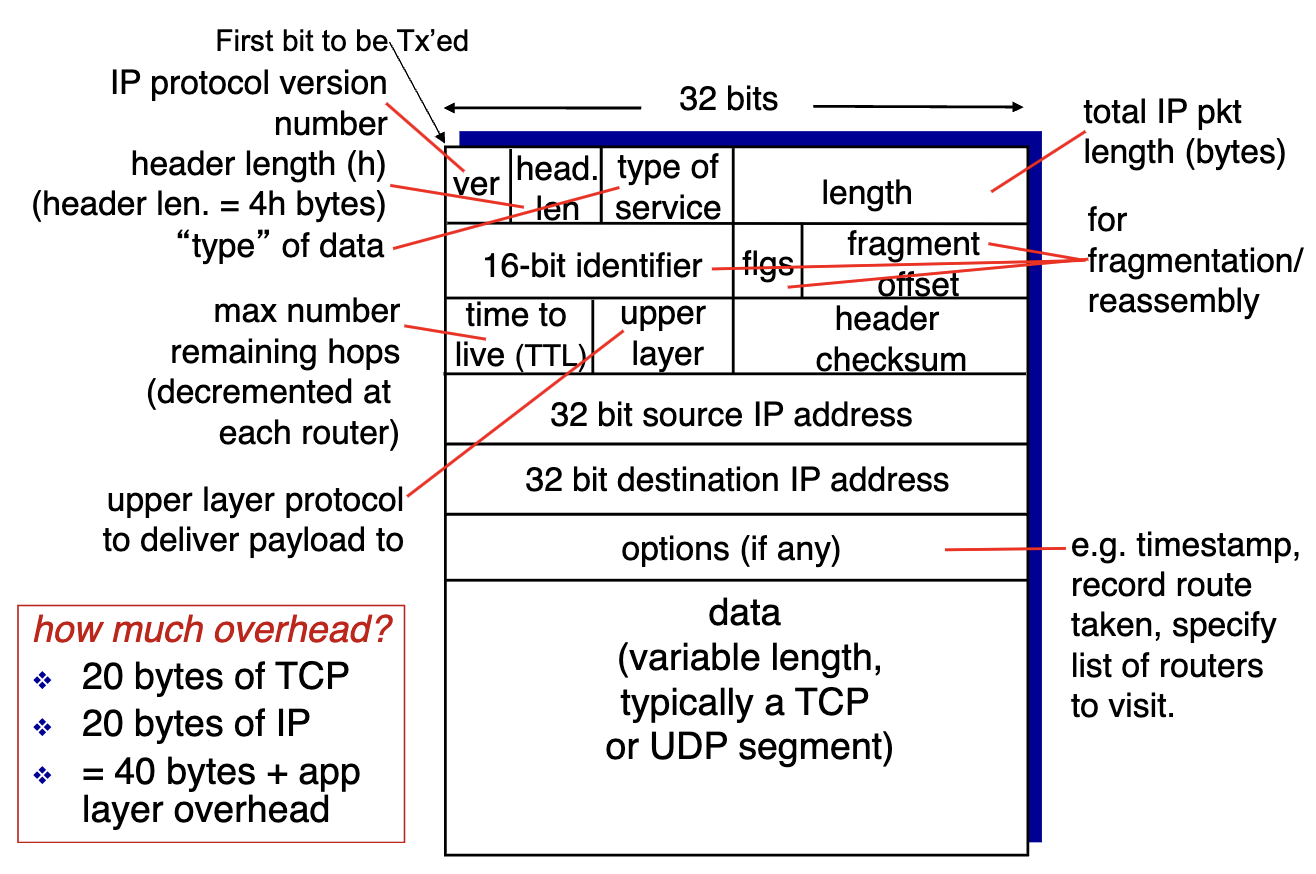 First bit to be Tx’ed
IP protocol version
number
header length (h)
(header len. = 4h bytes)
“type” of data
max number
remaining hops
(decremented at
each router)
upper layer protocol
to deliver payload to
how much overhead?
❖ 20 bytes of TCP
❖ 20 bytes of IP
❖ = 40 bytes + app
layer overhead
32 bits
ver
head.
len
type of
service
length
16-bit identifier
flgs
fragment
offset
time to
live (TTL)
upper
layer
header
checksum
32 bit source IP address
32 bit destination IP address
options (if any)
data
(variable length,
typically a TCP
or UDP segment)
total IP pkt
length (bytes)
for
fragmentation/
reassembly
e.g. timestamp,
record route
taken, specify
list of routers
to visit.